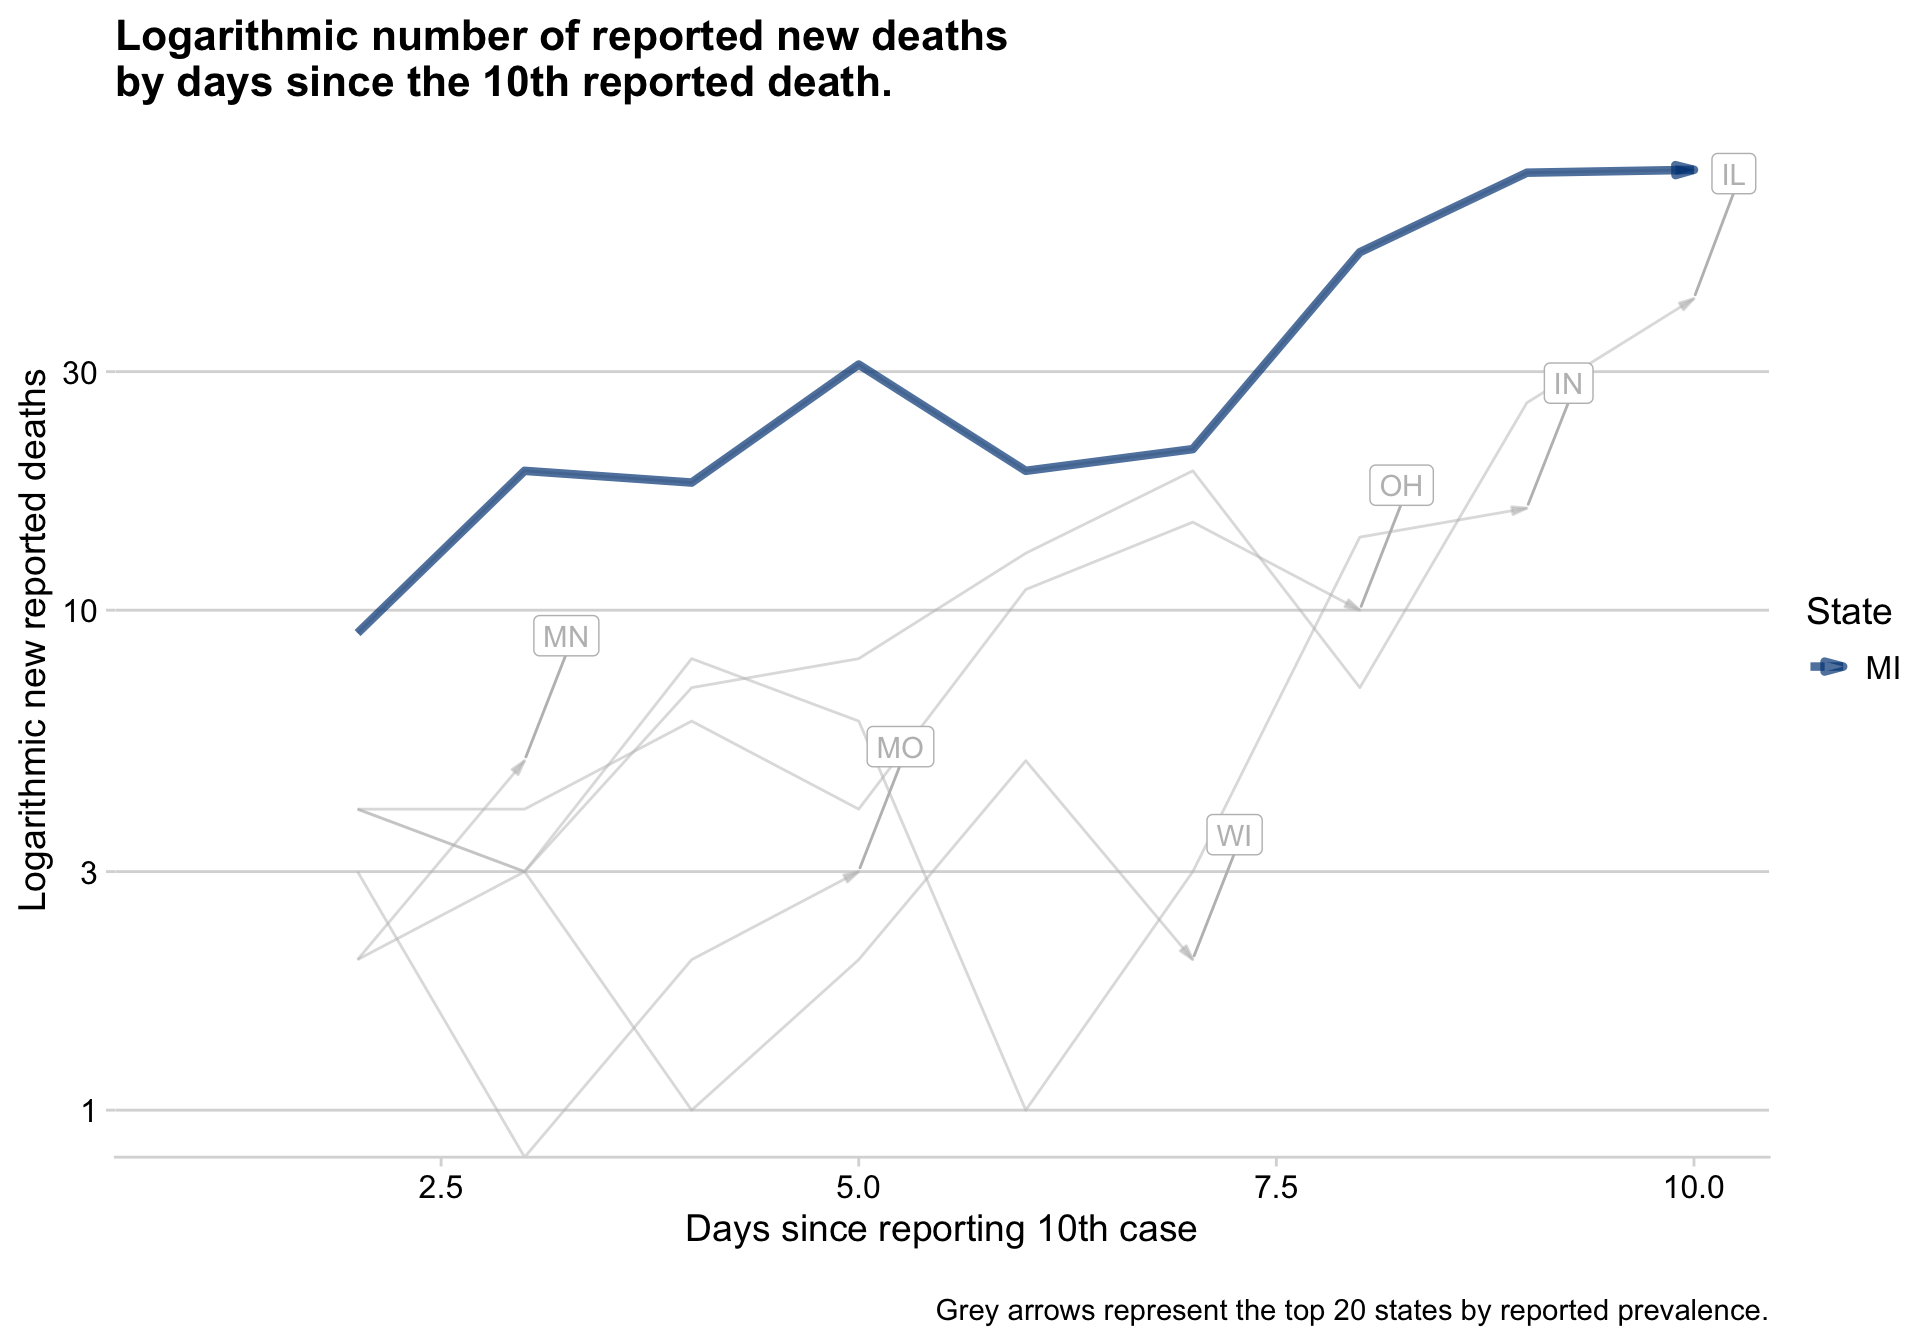 Logarithmic number of reported new deaths
by days since the 10th reported death.
IL
30
IN
OH
10
MN
MO
WI
3
1
Logarithmic new reported deaths
State
MI
2.5 5.0 7.5 10.0
Days since reporting 10th case
Grey arrows represent the top 20 states by reported prevalence.